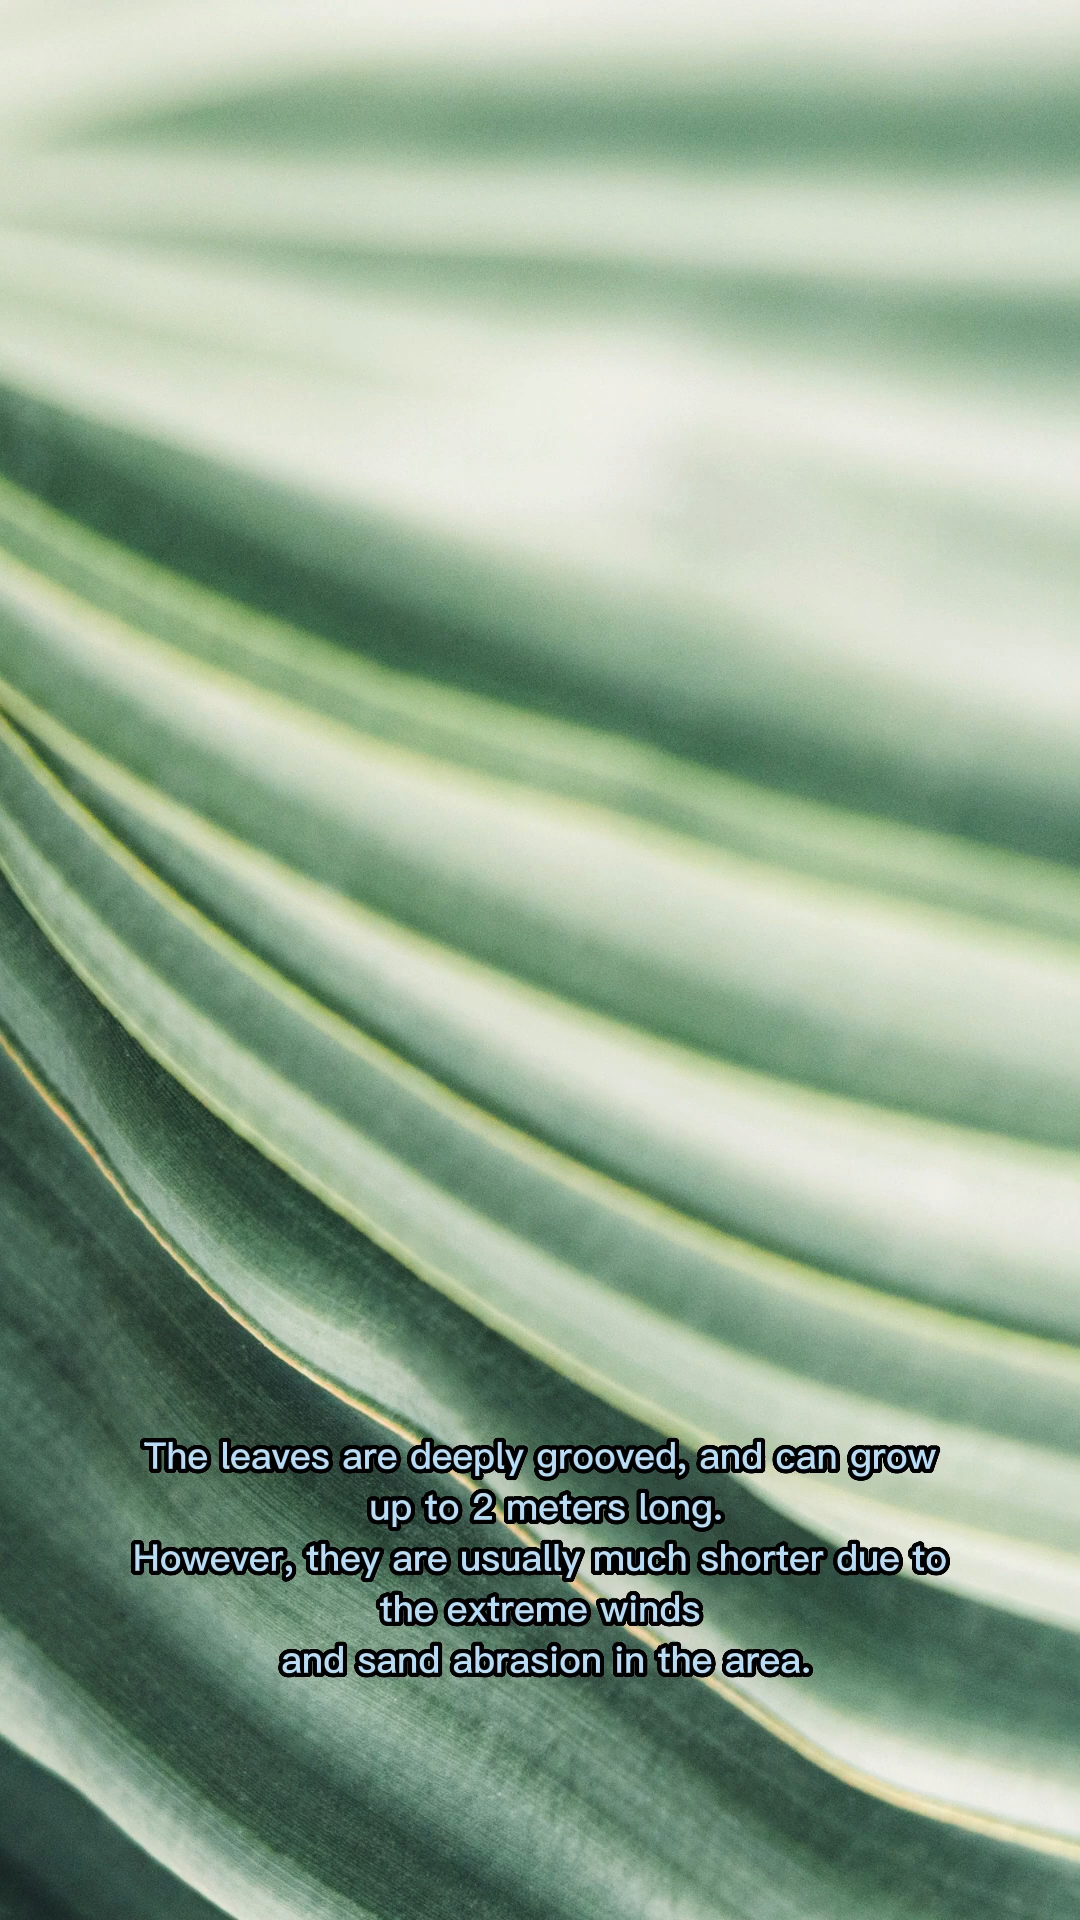 The leaves are deeply grooved, and can grow
up to 2 meters long.
However, they are usually much shorter due to
the extreme winds
and sand abrasion in the area.